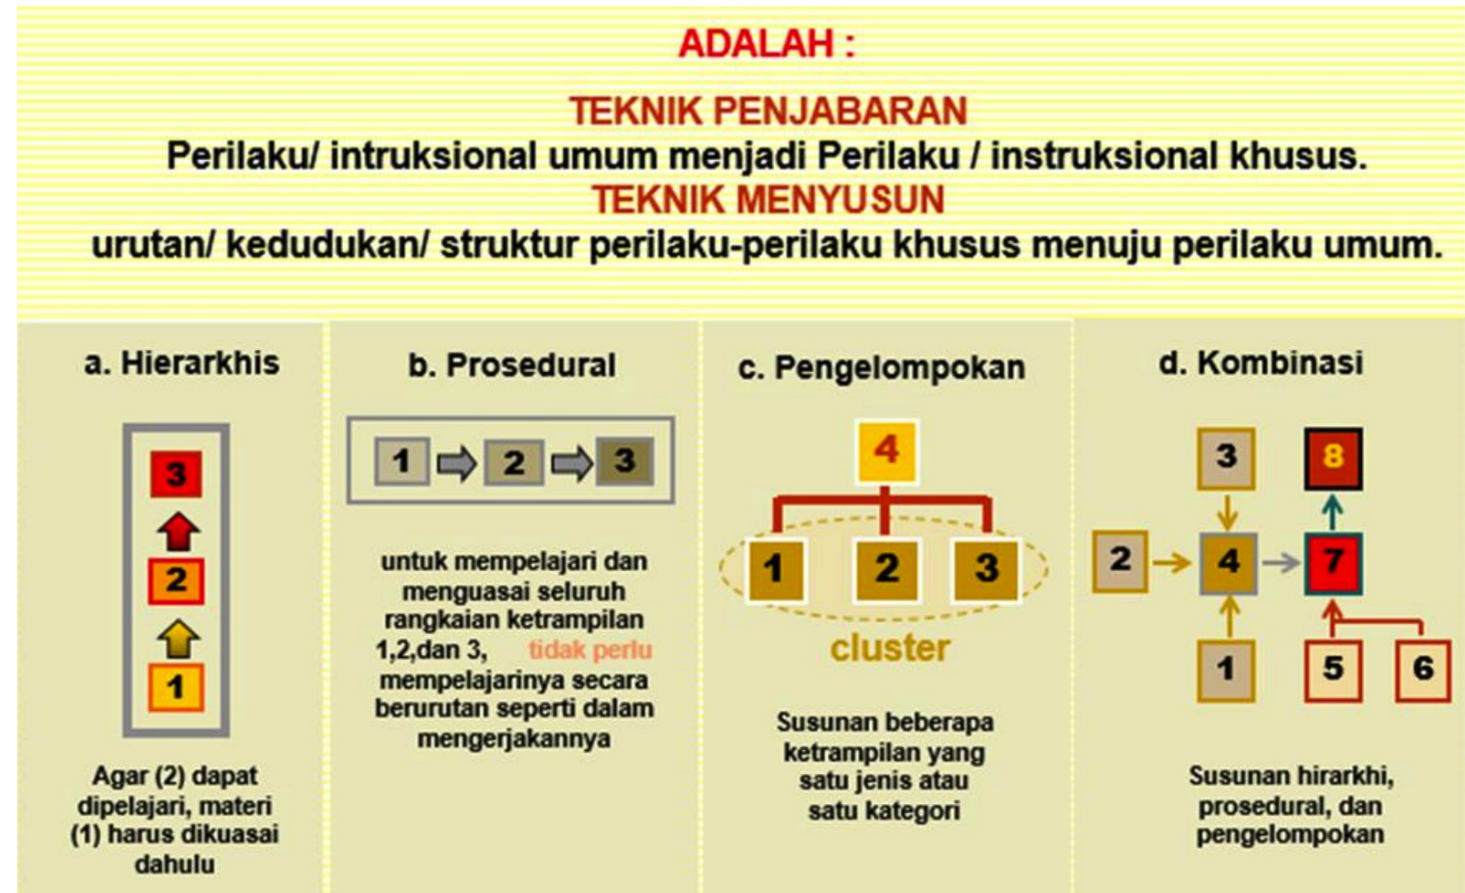 ADALAH :
TEKNIK PENJABARAN
Perilaku/ intruksional umum menjadi Perilaku / instruksional khusus.
TEKNIK MENYUSUN
urutan/ kedudukan/ struktur perilaku-perilaku khusus menuju perilaku umum.
a. Hierarkhis
3
2
1
Agar (2) dapat
dipelajari, materi
(1) harus dikuasai
dahulu
b. Prosedural
1 2 3
untuk mempelajari dan
menguasai seluruh
rangkaian ketrampilan
1,2,dan 3, tidak perlu
mempelajarinya secara
berurutan seperti dalam
mengerjakannya
c. Pengelompokan
4
1 2 3
cluster
Susunan beberapa
ketrampilan yang
satu jenis atau
satu kategori
d. Kombinasi
3 8
2 4 7
1 5 6
Susunan hirarkhi,
prosedural, dan
pengelompokan